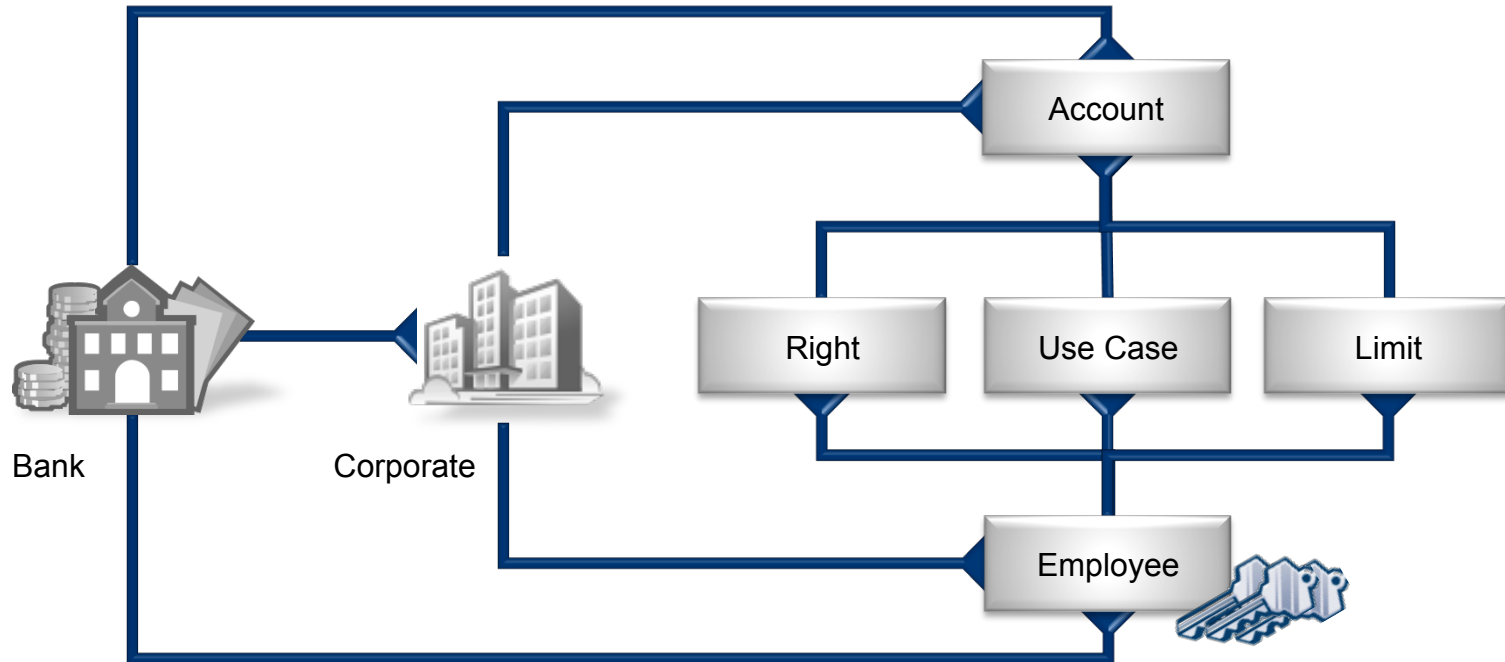 Account
Right
Use Case
Limit
Bank
Corporate
Employee